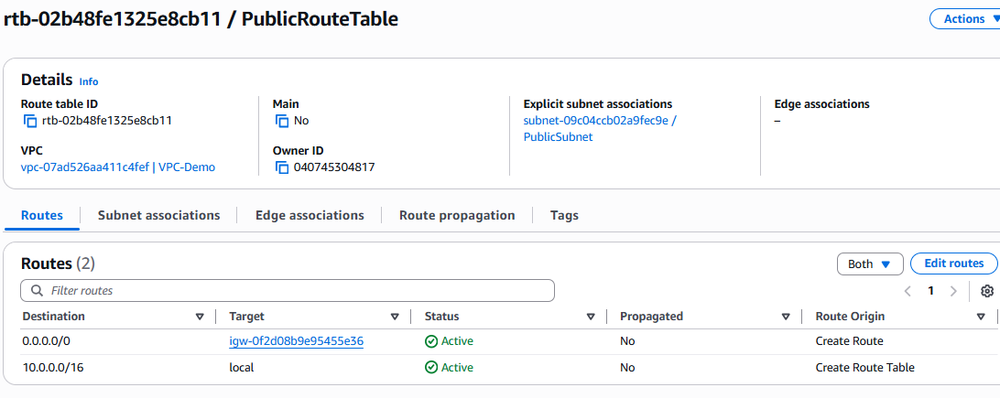 rtb-02b48fe1325e8cb11 / PublicRouteTable
Actions
Details Info
Route table ID
rtb-02b48fe1325e8cb11
Main
No
Explicit subnet associations
subnet-09c04ccb02a9fec9e /
PublicSubnet
Edge associations
–
VPC
vpc-07ad526aa411c4fef | VPC-Demo
Owner ID
040745304817
Routes
Subnet associations
Edge associations
Route propagation
Tags
Routes (2)
Both
Edit routes
Filter routes
1
Destination Target Status Propagated Route Origin
0.0.0.0/0 igw-0f2d08b9e95455e36 Active No Create Route
10.0.0.0/16 local Active No Create Route Table